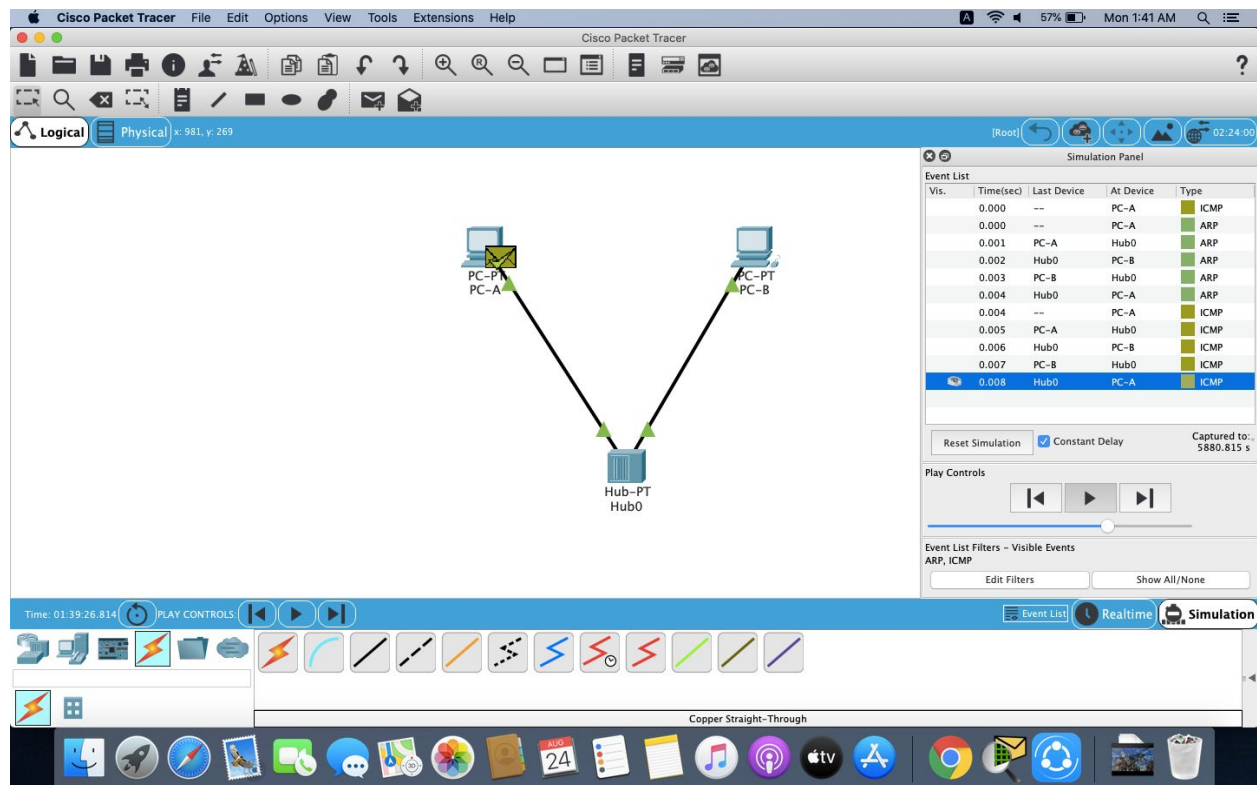 Cisco Packet Tracer File Edit Options View Tools Extensions Help A 57% Mon 1:41 AM
Cisco Packet Tracer
?
Logical Physical x: 981, y: 269 [Root] 02:24:00
Simulation Panel
Event List
Vis. Time(sec) Last Device At Device Type
0.000 -- PC-A ICMP
0.000 -- PC-A ARP
0.001 PC-A Hub0 ARP
0.002 Hub0 PC-B ARP
0.003 PC-B Hub0 ARP
0.004 Hub0 PC-A ARP
0.004 -- PC-A ICMP
0.005 PC-A Hub0 ICMP
0.006 Hub0 PC-B ICMP
0.007 PC-B Hub0 ICMP
0.008 Hub0 PC-A ICMP
PC-PT
PC-A
PC-PT
PC-B
Hub-PT
Hub0
Reset Simulation Constant Delay Captured to:
5880.815 s
Play Controls
Event List Filters - Visible Events
ARP, ICMP
Edit Filters Show All/None
Time: 01:39:26.814 PLAY CONTROLS: Event List Realtime Simulation
Copper Straight-Through
AUG
24
tv